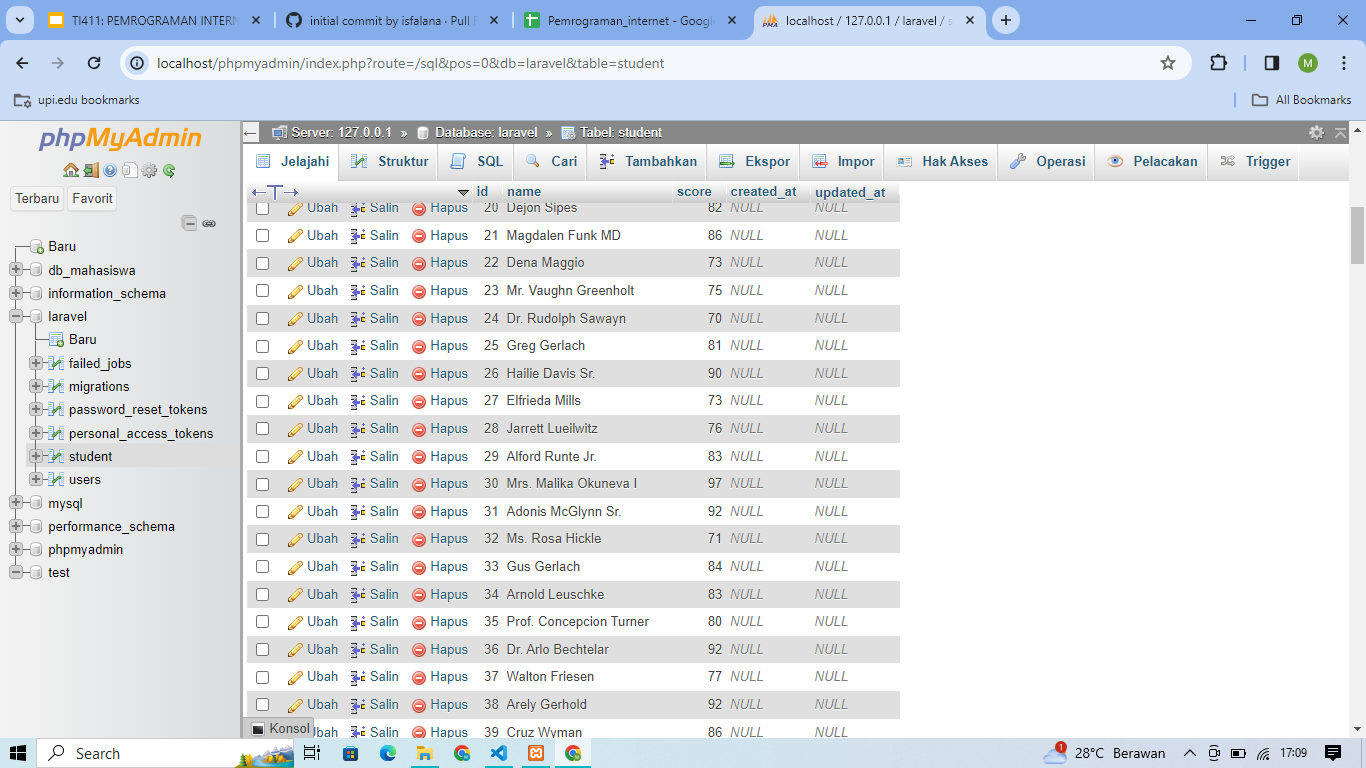 TI411: PEMROGRAMAN INTERN
initial commit by isfalana · Pull F
Pemrograman_internet - Google
localhost / 127.0.0.1 / laravel / s
localhost/phpmyadmin/index.php?route=/sql&pos=0&db=laravel&table=student
M
upi.edu bookmarks
All Bookmarks
phpMyAdmin
Terbaru Favorit
Baru
db_mahasiswa
information_schema
laravel
Baru
failed_jobs
migrations
password_reset_tokens
personal_access_tokens
student
users
mysql
performance_schema
phpmyadmin
test
Server: 127.0.0.1 » Database: laravel » Tabel: student
Jelajahi Struktur SQL Cari Tambahkan Ekspor Impor Hak Akses Operasi Pelacakan Trigger
id name score created_at updated_at
Ubah Salin Hapus 20 Dejon Sipes 82 NULL NULL
Ubah Salin Hapus 21 Magdalen Funk MD 86 NULL NULL
Ubah Salin Hapus 22 Dena Maggio 73 NULL NULL
Ubah Salin Hapus 23 Mr. Vaughn Greenholt 75 NULL NULL
Ubah Salin Hapus 24 Dr. Rudolph Sawayn 70 NULL NULL
Ubah Salin Hapus 25 Greg Gerlach 81 NULL NULL
Ubah Salin Hapus 26 Hailie Davis Sr. 90 NULL NULL
Ubah Salin Hapus 27 Elfrieda Mills 73 NULL NULL
Ubah Salin Hapus 28 Jarrett Lueilwitz 76 NULL NULL
Ubah Salin Hapus 29 Alford Runte Jr. 83 NULL NULL
Ubah Salin Hapus 30 Mrs. Malika Okuneva I 97 NULL NULL
Ubah Salin Hapus 31 Adonis McGlynn Sr. 92 NULL NULL
Ubah Salin Hapus 32 Ms. Rosa Hickle 71 NULL NULL
Ubah Salin Hapus 33 Gus Gerlach 84 NULL NULL
Ubah Salin Hapus 34 Arnold Leuschke 83 NULL NULL
Ubah Salin Hapus 35 Prof. Concepcion Turner 80 NULL NULL
Ubah Salin Hapus 36 Dr. Arlo Bechtelar 92 NULL NULL
Ubah Salin Hapus 37 Walton Friesen 77 NULL NULL
Ubah Salin Hapus 38 Arely Gerhold 92 NULL NULL
Ubah Salin Hapus 39 Cruz Wyman 86 NULL NULL
Konsol
Search
1
28°C Berawan
17:09